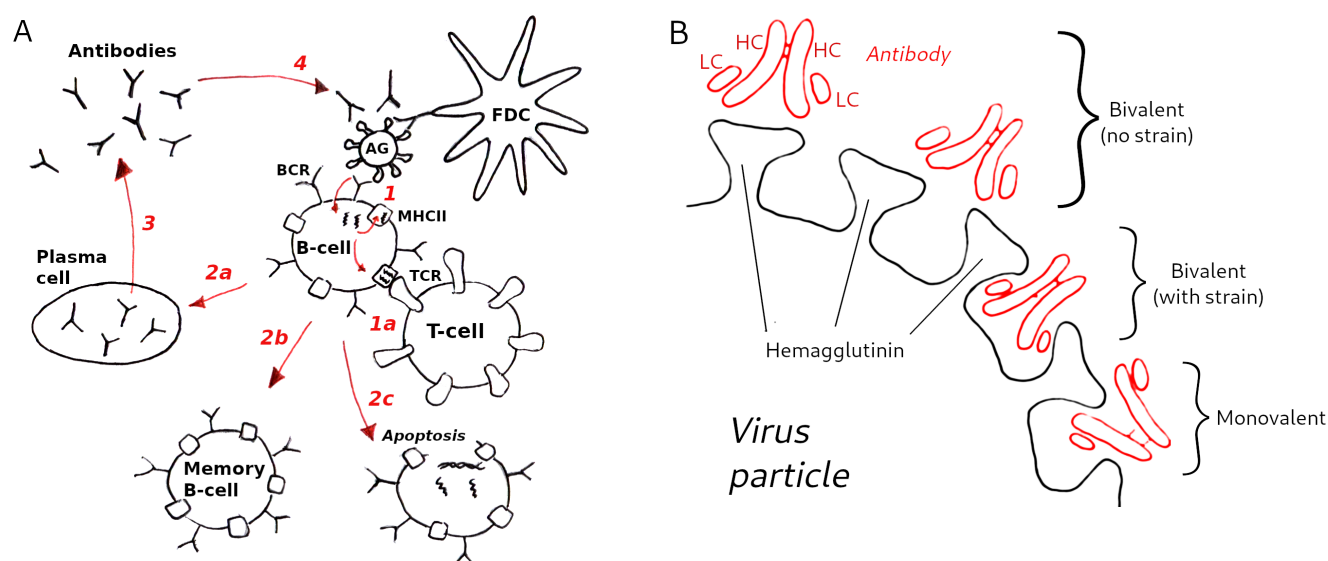 A
Antibodies
4
FDC
AG
BCR
1
MHCII
B-cell
3
Plasma
cell
2a
TCR
1a
T-cell
2b
2c
Apoptosis
Memory
B-cell
B
HC
HC
LC
LC
Antibody
Bivalent
(no strain)
Bivalent
(with strain)
Hemagglutinin
Monovalent
Virus
particle